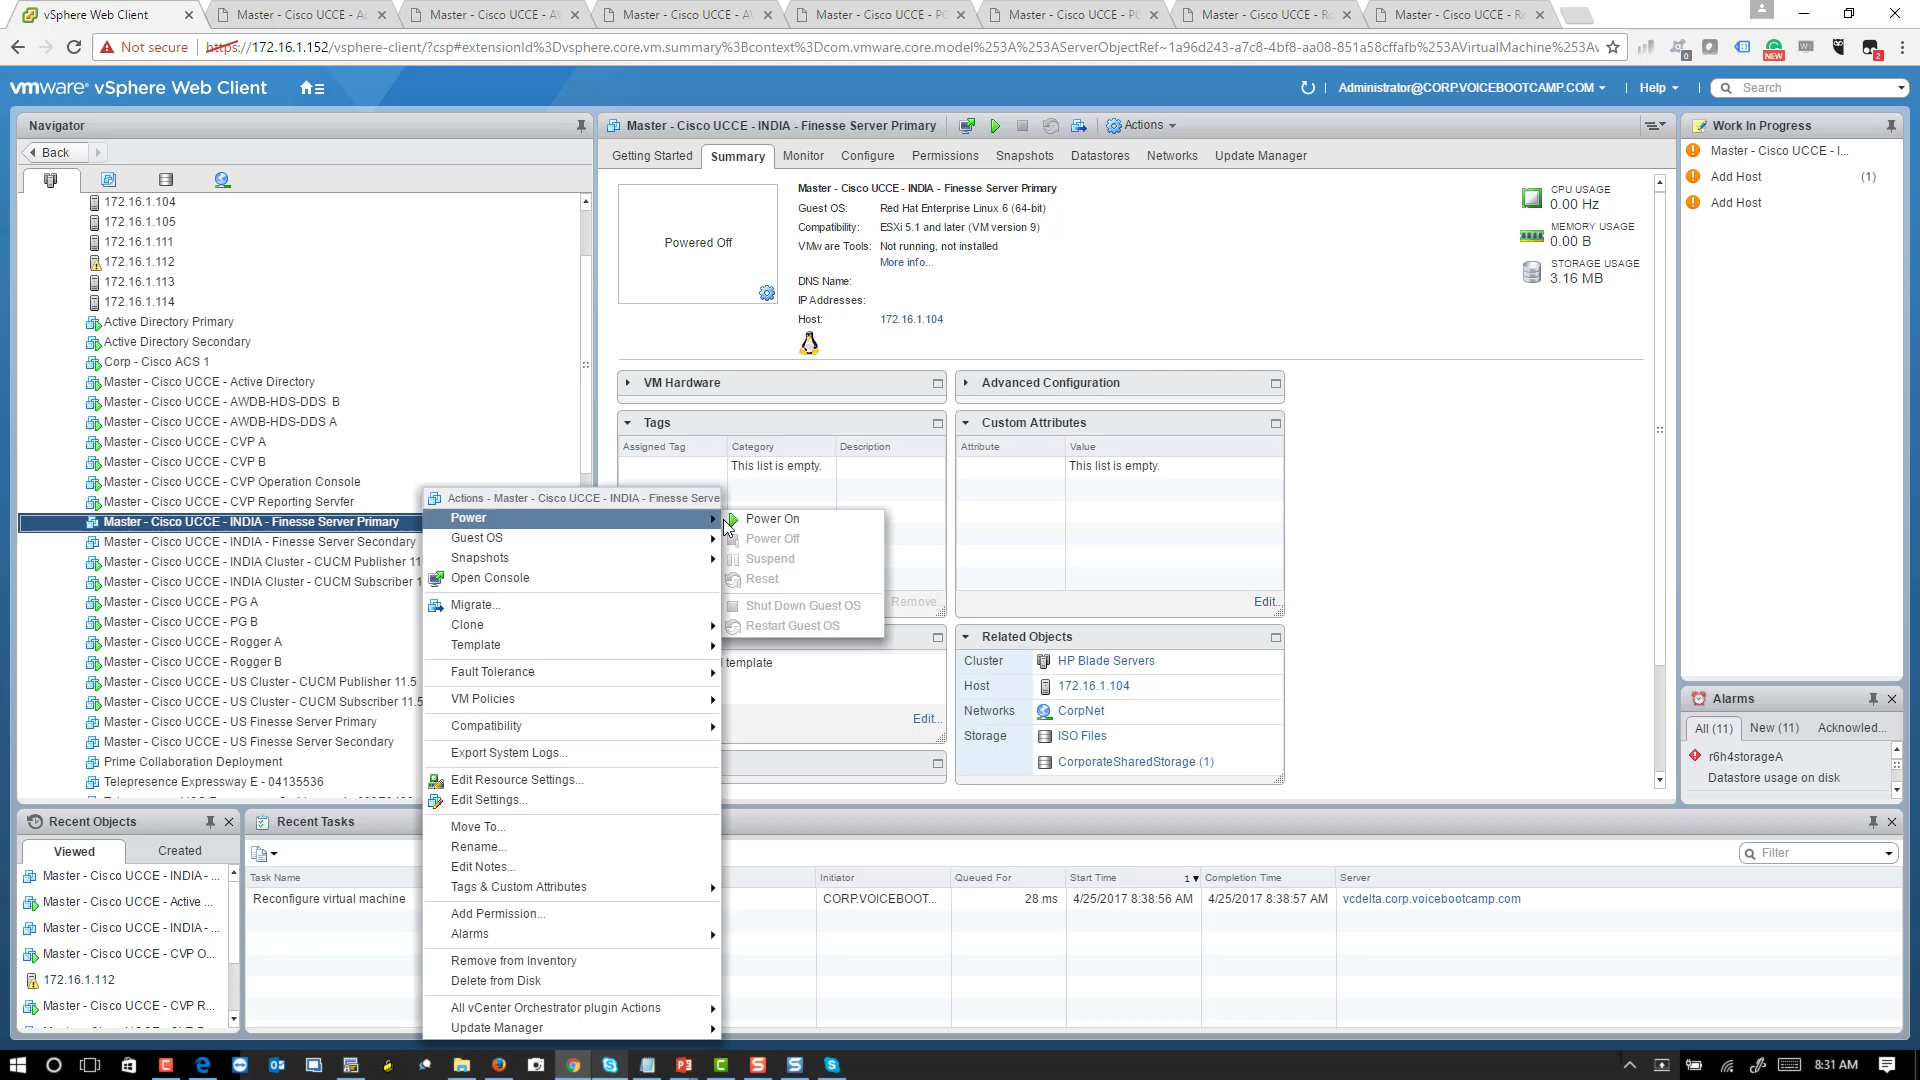 vSphere Web Client
Master - Cisco UCCE - Ac
Master - Cisco UCCE - AW
Master - Cisco UCCE - AW
Master - Cisco UCCE - PG
Master - Cisco UCCE - PG
Master - Cisco UCCE - Ro
Master - Cisco UCCE - Ro
Not secure
https://172.16.1.152/vsphere-client/?csp#extensionId%3Dvsphere.core.vm.summary%3Bcontext%3Dcom.vmware.core.model%253A%253AServerObjectRef~1a96d243-a7c8-4bf8-aa08-851a58cffafb%253AVirtualMachine%253Av
0
NEW
2
vmware® vSphere Web Client
Administrator@CORP.VOICEBOOTCAMP.COM
Help
Search
Navigator
Back
172.16.1.104
172.16.1.105
172.16.1.111
172.16.1.112
172.16.1.113
172.16.1.114
Active Directory Primary
Active Directory Secondary
Corp - Cisco ACS 1
Master - Cisco UCCE - Active Directory
Master - Cisco UCCE - AWDB-HDS-DDS B
Master - Cisco UCCE - AWDB-HDS-DDS A
Master - Cisco UCCE - CVP A
Master - Cisco UCCE - CVP B
Master - Cisco UCCE - CVP Operation Console
Master - Cisco UCCE - CVP Reporting Servfer
Master - Cisco UCCE - INDIA - Finesse Server Primary
Master - Cisco UCCE - INDIA - Finesse Server Secondary
Master - Cisco UCCE - INDIA Cluster - CUCM Publisher 11
Master - Cisco UCCE - INDIA Cluster - CUCM Subscriber 1
Master - Cisco UCCE - PG A
Master - Cisco UCCE - PG B
Master - Cisco UCCE - Rogger A
Master - Cisco UCCE - Rogger B
Master - Cisco UCCE - US Cluster - CUCM Publisher 11.5
Master - Cisco UCCE - US Cluster - CUCM Subscriber 11.5
Master - Cisco UCCE - US Finesse Server Primary
Master - Cisco UCCE - US Finesse Server Secondary
Prime Collaboration Deployment
Telepresence Expressway E - 04135536
Master - Cisco UCCE - INDIA - Finesse Server Primary
Actions
Getting Started
Summary
Monitor
Configure
Permissions
Snapshots
Datastores
Networks
Update Manager
Powered Off
Master - Cisco UCCE - INDIA - Finesse Server Primary
Guest OS: Red Hat Enterprise Linux 6 (64-bit)
Compatibility: ESXi 5.1 and later (VM version 9)
VMware Tools: Not running, not installed
More info...
DNS Name:
IP Addresses:
Host: 172.16.1.104
CPU USAGE
0.00 Hz
MEMORY USAGE
0.00 B
STORAGE USAGE
3.16 MB
VM Hardware
Advanced Configuration
Tags
Assigned Tag Category Description
This list is empty.
Remove
Custom Attributes
Attribute Value
This list is empty.
Edit...
template
Edit...
Related Objects
Cluster HP Blade Servers
Host 172.16.1.104
Networks CorpNet
Storage ISO Files
CorporateSharedStorage (1)
Actions - Master - Cisco UCCE - INDIA - Finesse Serve
Power
Guest OS
Snapshots
Open Console
Migrate...
Clone
Template
Fault Tolerance
VM Policies
Compatibility
Export System Logs...
Edit Resource Settings...
Edit Settings...
Move To...
Rename...
Edit Notes...
Tags & Custom Attributes
Add Permission...
Alarms
Remove from Inventory
Delete from Disk
All vCenter Orchestrator plugin Actions
Update Manager
Power On
Power Off
Suspend
Reset
Shut Down Guest OS
Restart Guest OS
Work In Progress
Master - Cisco UCCE - I...
Add Host (1)
Add Host
Alarms
All (11)
New (11)
Acknowled...
r6h4storageA
Datastore usage on disk
Recent Objects
Viewed
Created
Master - Cisco UCCE - INDIA - ...
Master - Cisco UCCE - Active ...
Master - Cisco UCCE - INDIA - ...
Master - Cisco UCCE - CVP O...
172.16.1.112
Master - Cisco UCCE - CVP R...
Recent Tasks
Filter
Task Name Initiator Queued For Start Time 1 Completion Time Server
Reconfigure virtual machine CORP.VOICEBOOT... 28 ms 4/25/2017 8:38:56 AM 4/25/2017 8:38:57 AM vcdelta.corp.voicebootcamp.com
8:31 AM